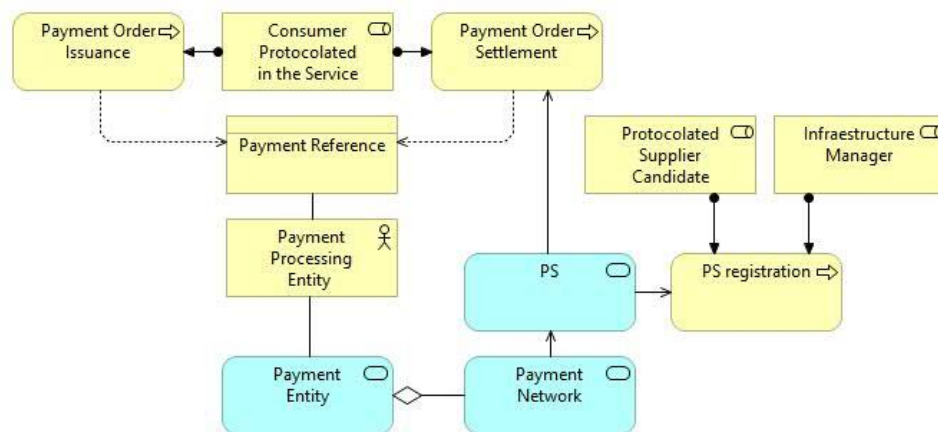 Payment Order
Issuance
Consumer
Protocolated
in the Service
Payment Order
Settlement
Payment Reference
Protocolated
Supplier
Candidate
Infraestructure
Manager
Payment
Processing
Entity
PS
PS registration
Payment
Entity
Payment
Network